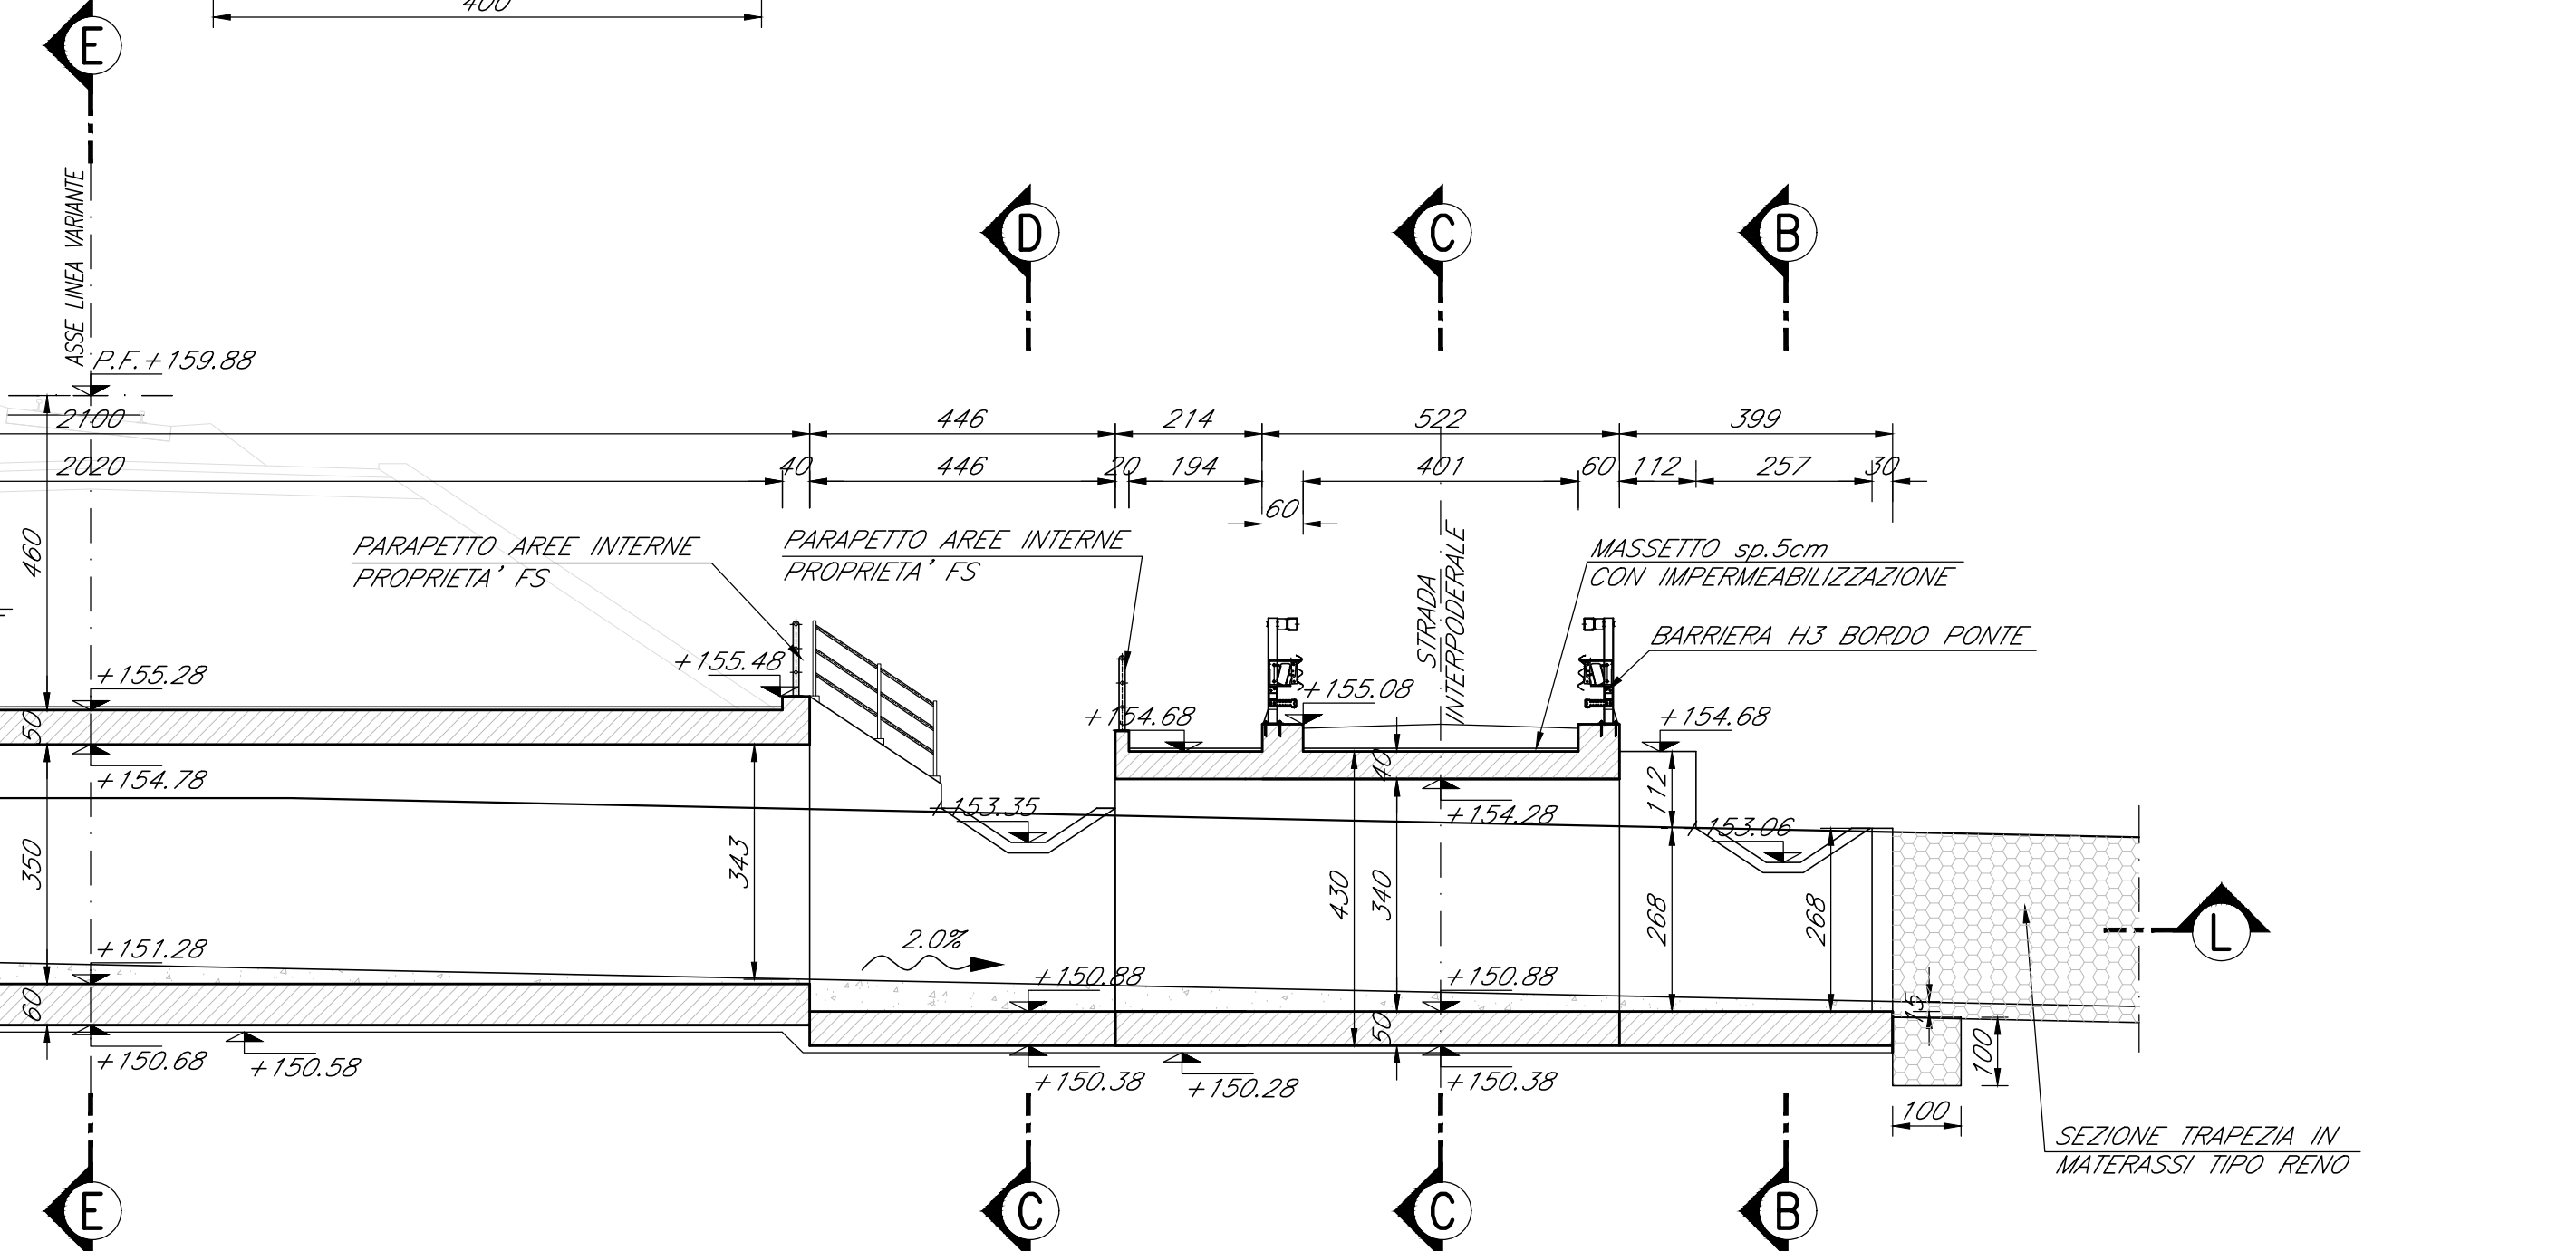 400
E
D
C
B
ASSE LINEA VARIANTE
P.F.+159.88
2100
446
214
522
399
2020
40
446
20
194
401
60
112
257
30
60
460
PARAPETTO AREE INTERNE
PROPRIETA' FS
PARAPETTO AREE INTERNE
PROPRIETA' FS
STRADA
INTERPODERALE
MASSETTO sp.5cm
CON IMPERMEABILIZZAZIONE
BARRIERA H3 BORDO PONTE
+155.28
+155.48
+155.08
+154.68
+154.68
50
40
+154.78
+153.35
+154.28
112
+153.06
350
343
430
340
268
268
L
2.0%
+151.28
+150.88
+150.88
15
60
50
+150.68
+150.58
+150.38
+150.28
+150.38
100
100
SEZIONE TRAPEZIA IN
MATERASSI TIPO RENO
E
C
C
B